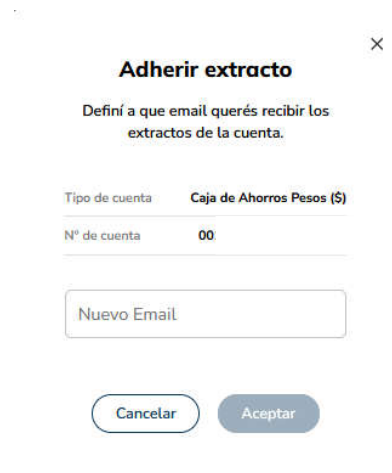 Adherir extracto
Definí a que email querés recibir los
extractos de la cuenta.
Tipo de cuenta Caja de Ahorros Pesos ($)
N° de cuenta 00
Nuevo Email
Cancelar Aceptar